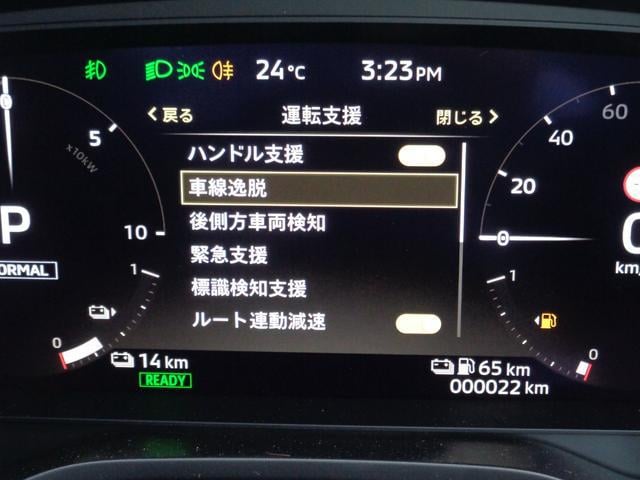 24°C 3:23PM
戻る 運転支援 閉じる
ハンドル支援
車線逸脱
後側方車両検知
緊急支援
標識検知支援
ルート連動減速
0
5
x10kW
10
P
ORMAL
1
0
14 km
READY
60
40
20
0
km/
1
0
65 km
000022 km